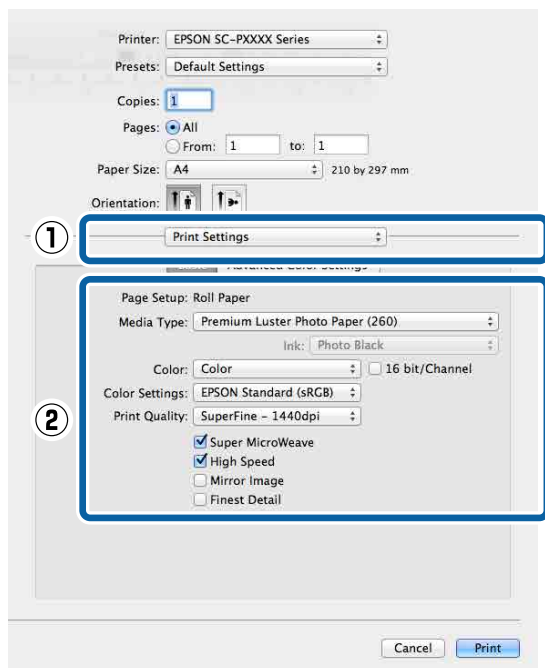 Printer: EPSON SC-PXXXX Series
Presets: Default Settings
Copies: 1
Pages: All
From: 1 to: 1
Paper Size: A4 210 by 297 mm
Orientation:
1 Print Settings
Advanced Color Settings
2
Page Setup: Roll Paper
Media Type: Premium Luster Photo Paper (260)
Ink: Photo Black
Color: Color 16 bit/Channel
Color Settings: EPSON Standard (sRGB)
Print Quality: SuperFine - 1440dpi
Super MicroWeave
High Speed
Mirror Image
Finest Detail
Cancel Print